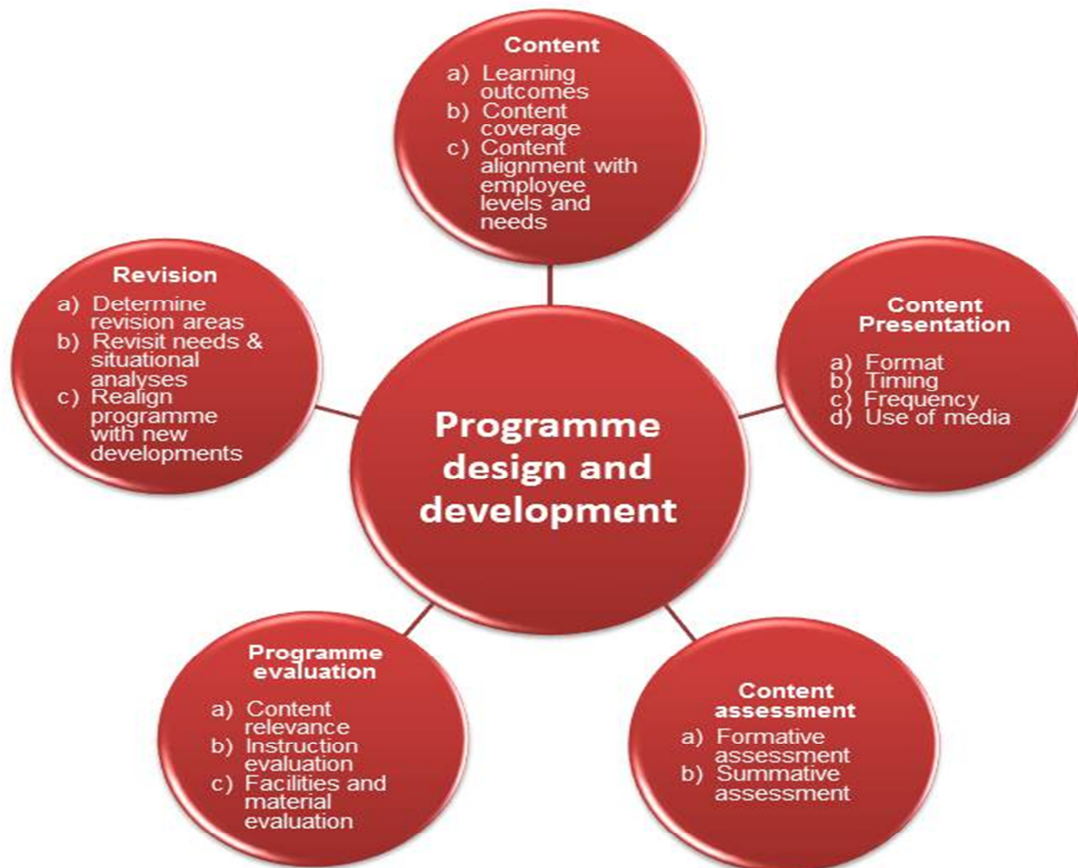 Content
a) Learning
outcomes
b) Content
coverage
c) Content
alignment with
employee
levels and
needs
Content
Presentation
a) Format
b) Timing
c) Frequency
d) Use of media
Content
assessment
a) Formative
assessment
b) Summative
assessment
Programme
evaluation
a) Content
relevance
b) Instruction
evaluation
c) Facilities and
material
evaluation
Revision
a) Determine
revision areas
b) Revisit needs &
situational
analyses
c) Realign
programme
with new
developments
Programme
design and
development